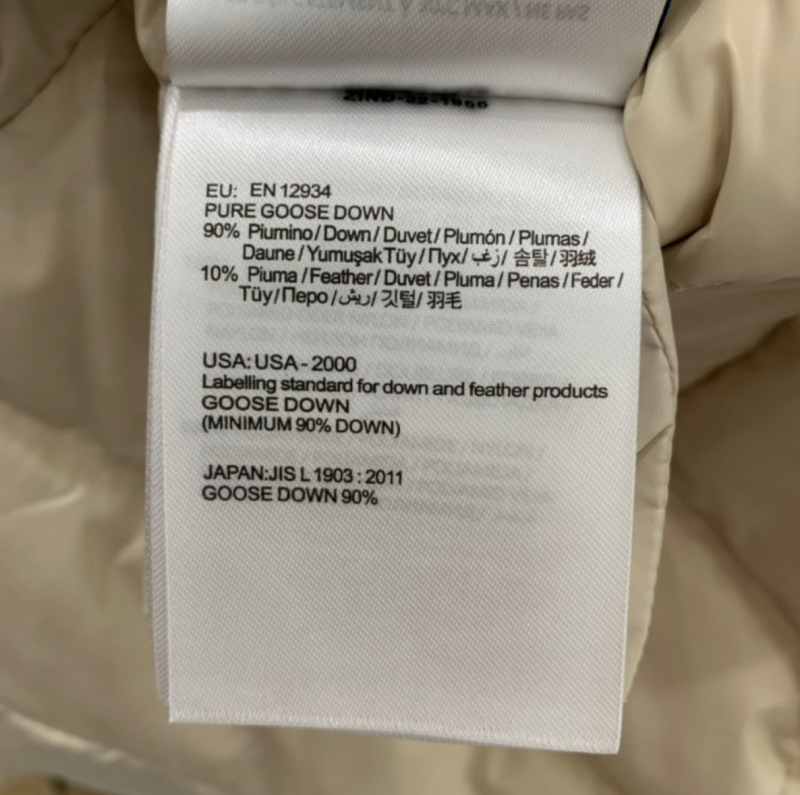 EU: EN 12934
PURE GOOSE DOWN
90% Piumino/Down/Duvet/Plumón/Plumas/
Daune/YumuşakTüy/Пух/زغب/솜털/羽绒
10% Piuma/Feather/Duvet/Pluma/Penas/Feder/
Tüy/Перо/ريش/깃털/羽毛
USA: USA-2000
Labelling standard for down and feather products
GOOSE DOWN
(MINIMUM 90% DOWN)
JAPAN:JIS L 1903 : 2011
GOOSE DOWN 90%